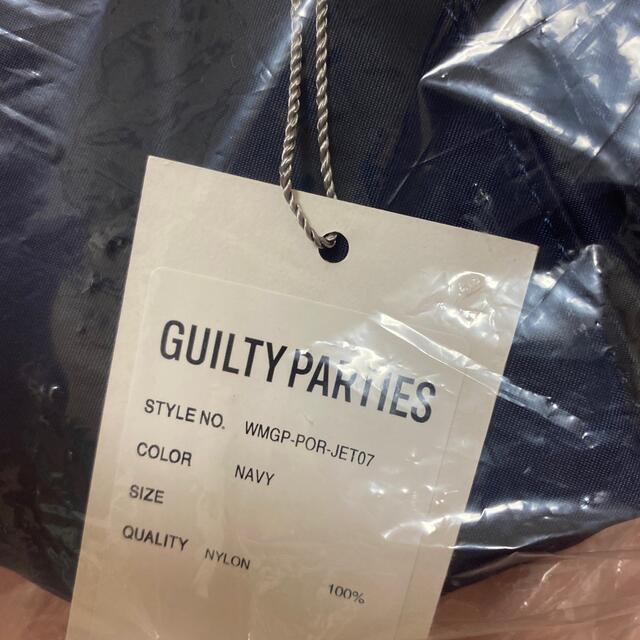 GUILTY PARTIES
STYLE NO. WMGP-POR-JET07
COLOR NAVY
SIZE
QUALITY NYLON
100%